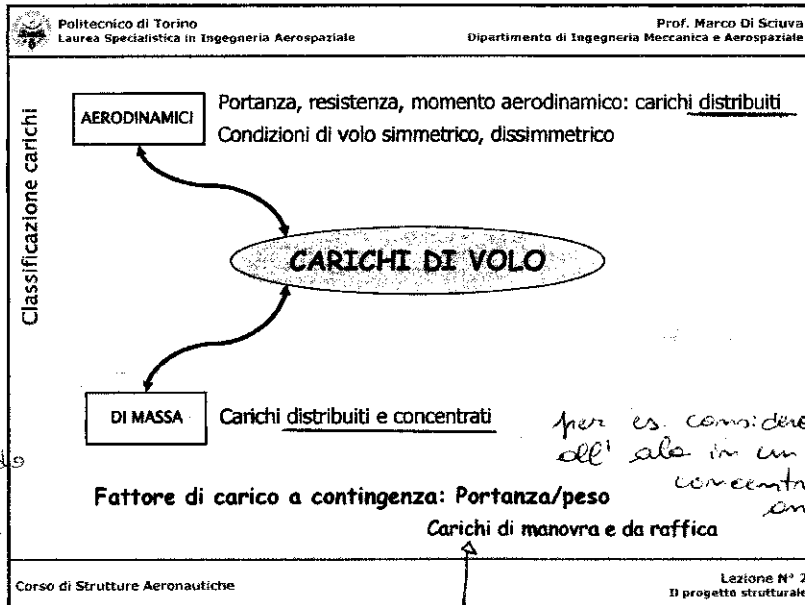 Politecnico di Torino
Laurea Specialistica in Ingegneria Aerospaziale
Prof. Marco Di Sciuva
Dipartimento di Ingegneria Meccanica e Aerospaziale
Classificazione carichi
AERODINAMICI
Portanza, resistenza, momento aerodinamico: carichi distribuiti
Condizioni di volo simmetrico, dissimmetrico
CARICHI DI VOLO
DI MASSA
Carichi distribuiti e concentrati
per es. considera
all' ala in un
concentr
Fattore di carico a contingenza: Portanza/peso
Carichi di manovra e da raffica
Corso di Strutture Aeronautiche
Lezione N° 2
Il progetto strutturale